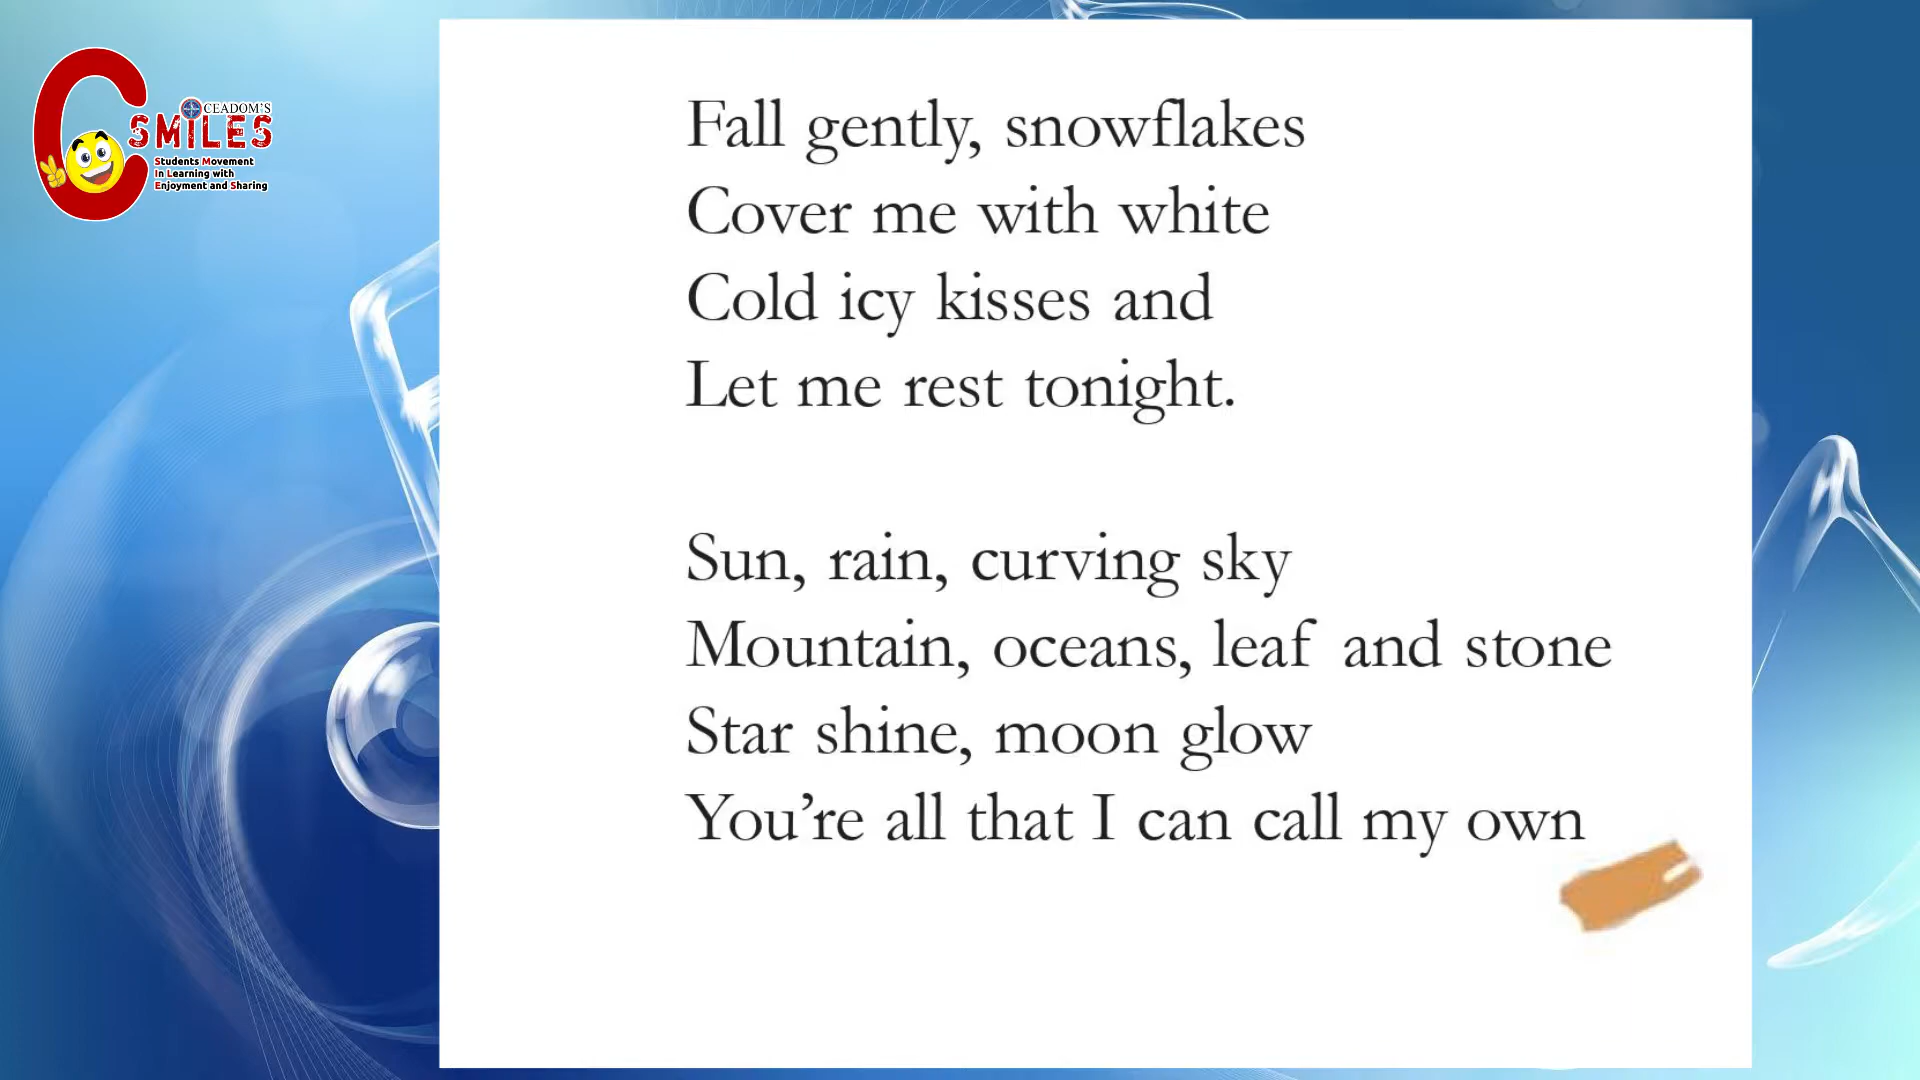 CEADOM'S
SMiLES
Students Movement
In Learning with
Enjoyment and Sharing
Fall gently, snowflakes
Cover me with white
Cold icy kisses and
Let me rest tonight.
Sun, rain, curving sky
Mountain, oceans, leaf and stone
Star shine, moon glow
You’re all that I can call my own